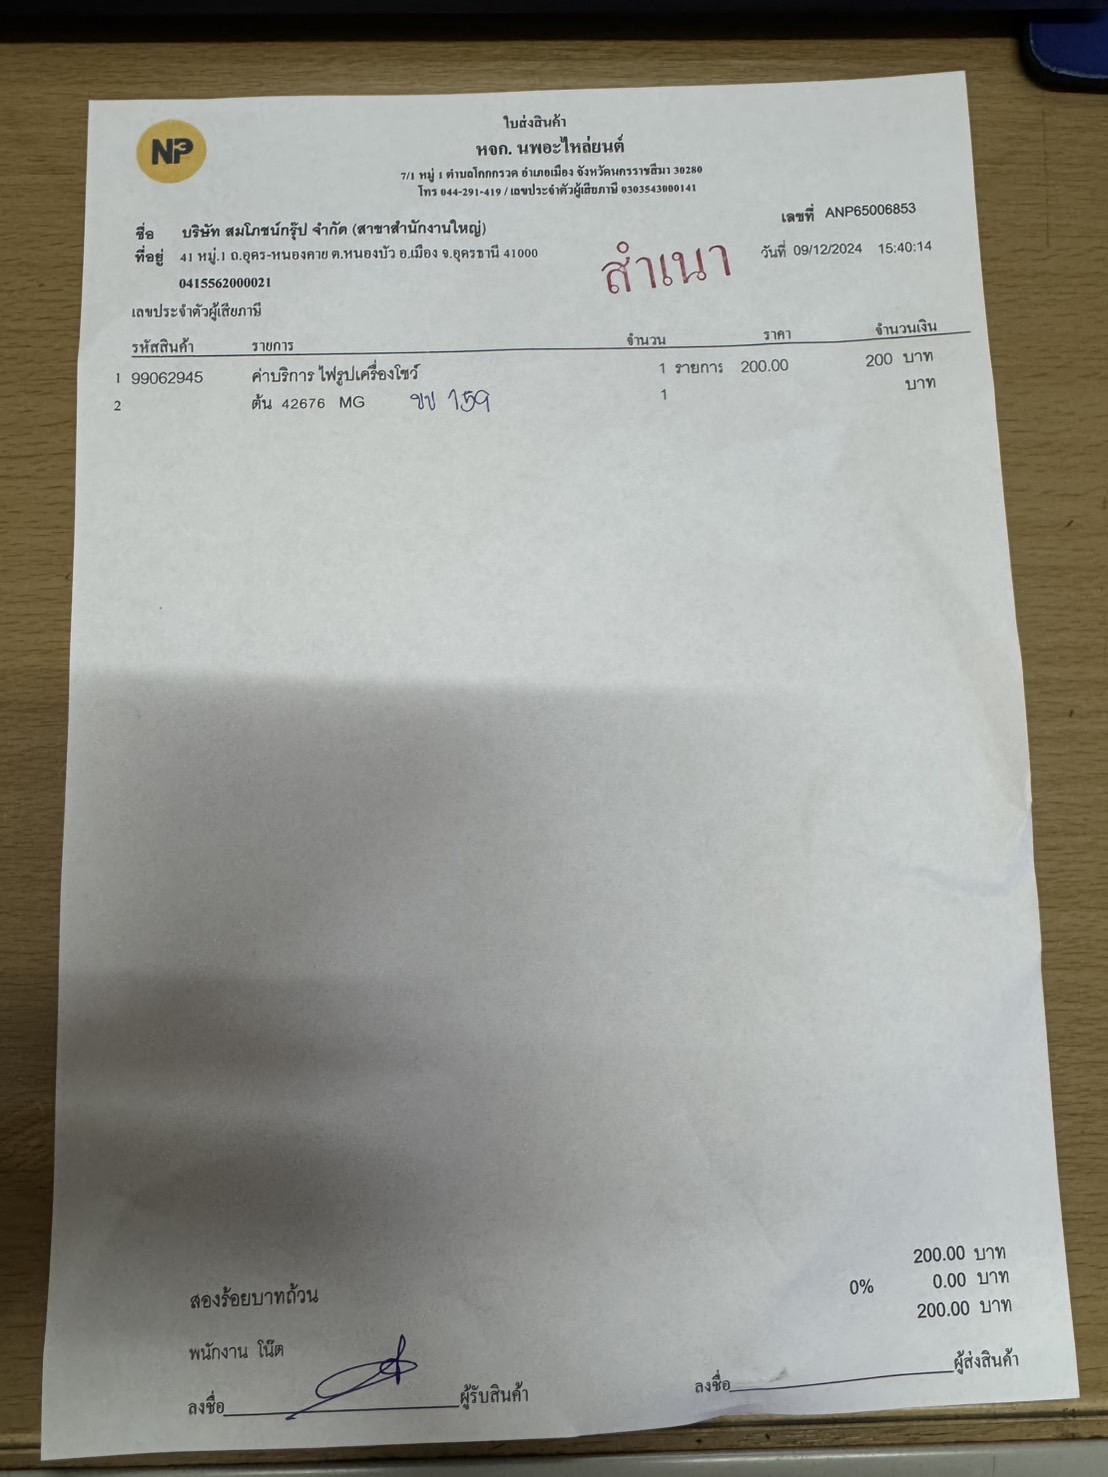 NP
ใบส่งสินค้า
หจก. นพอะไหล่ยนต์
7/1 หมู่ 1 ตำบลโคกกรวด อำเภอเมือง จังหวัดนครราชสีมา 30280
โทร 044-291-419 / เลขประจำตัวผู้เสียภาษี 0303543000141
เลขที่ ANP65006853
ชื่อ บริษัท สมโภชน์กรุ๊ป จำกัด (สาขาสำนักงานใหญ่)
วันที่ 09/12/2024 15:40:14
ที่อยู่ 41 หมู่.1 ถ.อุดร-หนองคาย ต.หนองบัว อ.เมือง จ.อุดรธานี 41000
สำเนา
0415562000021
เลขประจำตัวผู้เสียภาษี
รหัสสินค้า รายการ จำนวน ราคา จำนวนเงิน
1 99062945 ค่าบริการ ไฟรูปเครื่องโชว์ 1 รายการ 200.00 200 บาท
2 ต้น 42676 MG ขป 159 1 บาท
200.00 บาท
0% 0.00 บาท
สองร้อยบาทถ้วน
200.00 บาท
พนักงาน โน๊ต
ลงชื่อ ผู้รับสินค้า ลงชื่อ ผู้ส่งสินค้า